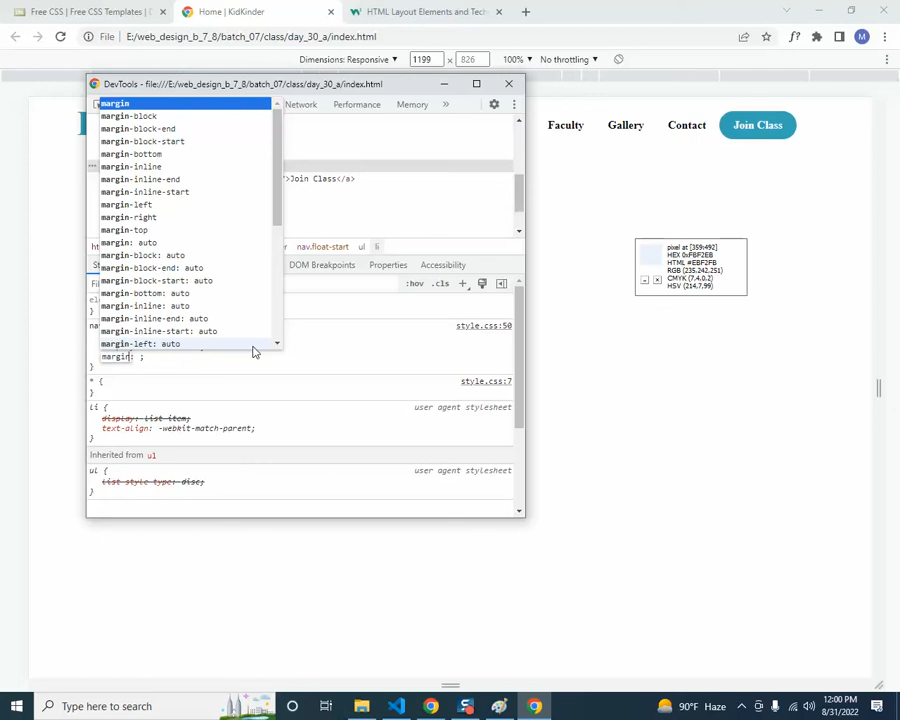 Free CSS | Free CSS Templates |
Home | KidKinder
HTML Layout Elements and Tech
File
E:/web_design_b_7_8/batch_07/class/day_30_a/index.html
Dimensions: Responsive
1199
826
100%
No throttling
DevTools - file:///E:/web_design_b_7_8/batch_07/class/day_30_a/index.html
Network
Performance
Memory
margin
margin-block
margin-block-end
margin-block-start
margin-bottom
margin-inline
margin-inline-end
margin-inline-start
margin-left
margin-right
margin-top
margin: auto
margin-block: auto
margin-block-end: auto
margin-block-start: auto
margin-bottom: auto
margin-inline: auto
margin-inline-end: auto
margin-inline-start: auto
margin-left: auto
margin: ;
}
">Join Class</a>
nav.float-start
ul
li
DOM Breakpoints
Properties
Accessibility
:hov .cls
style.css:50
* {
style.css:7
}
li {
user agent stylesheet
display: list-item;
text-align: -webkit-match-parent;
}
Inherited from ul
ul {
user agent stylesheet
list-style-type: disc;
}
Faculty
Gallery
Contact
Join Class
pixel at [359:492]
HEX 0xFBF2EB
HTML #EBF2FB
RGB (235,242,251)
CMYK (7,4,0,2)
HSV (214,7,99)
Type here to search
90°F Haze
12:00 PM
8/31/2022